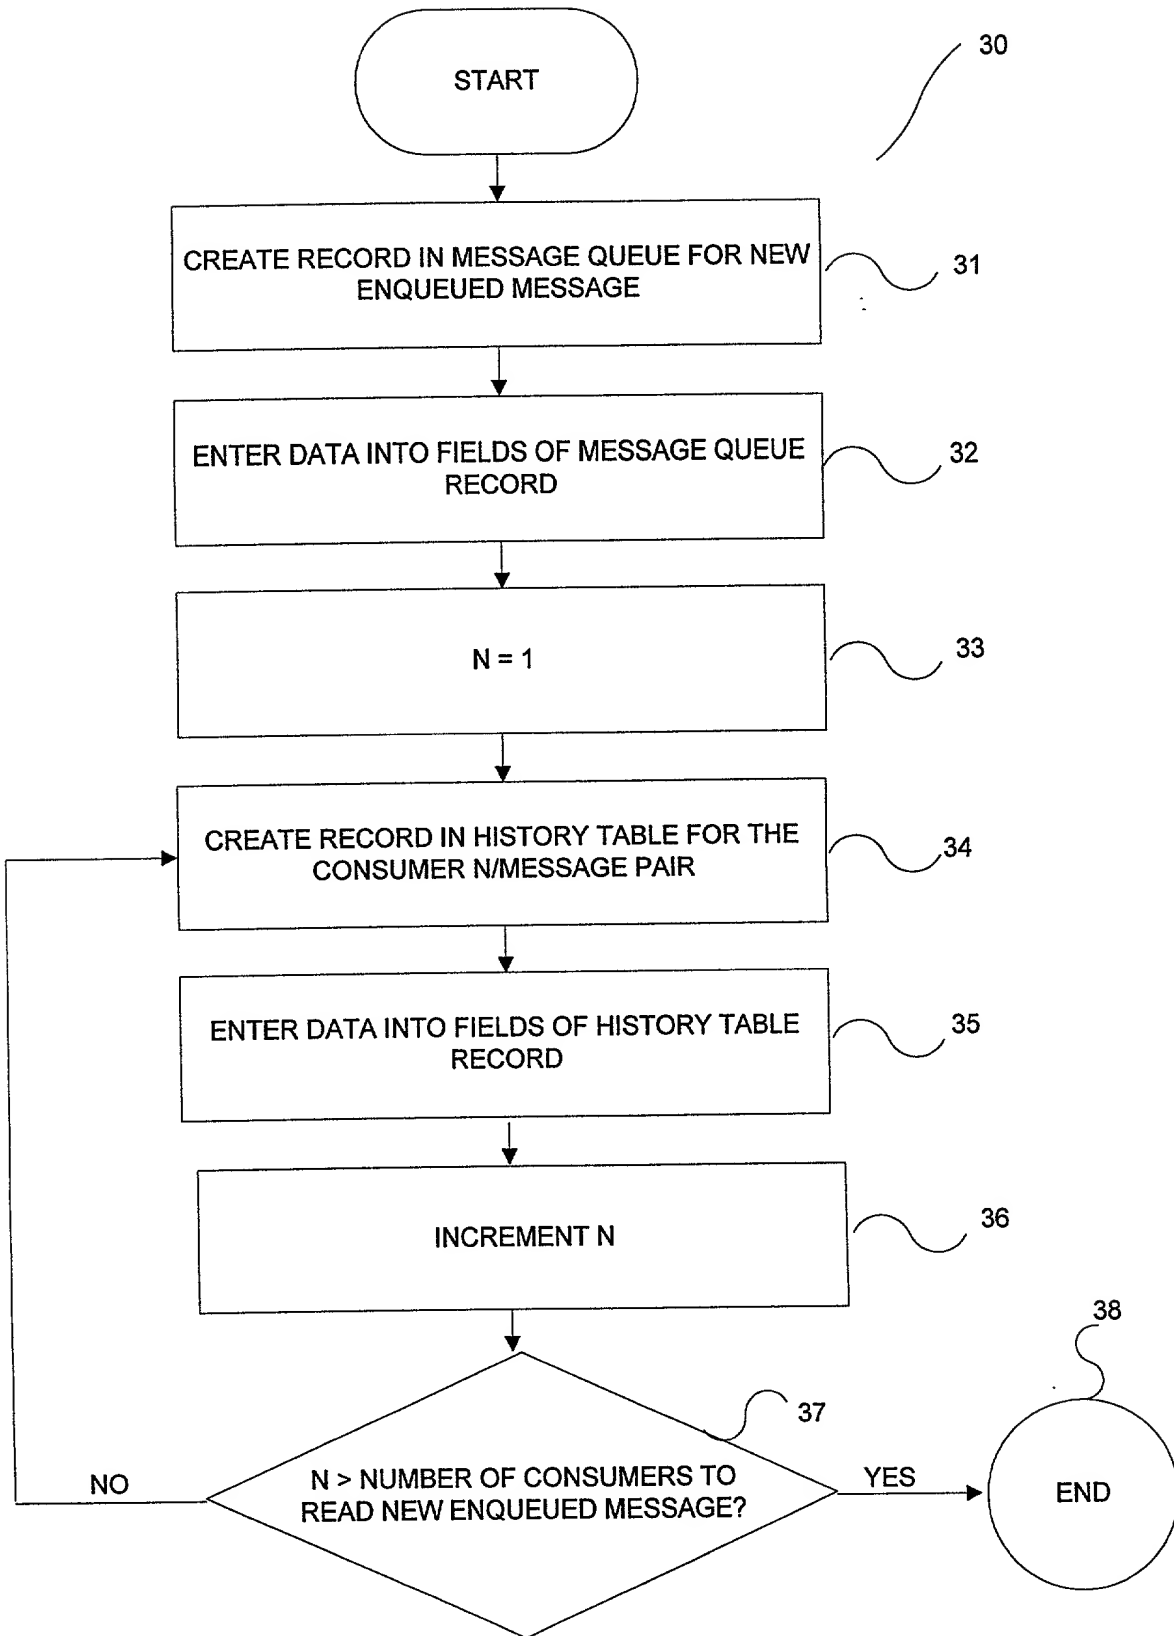 START
30
CREATE RECORD IN MESSAGE QUEUE FOR NEW
ENQUEUED MESSAGE
31
ENTER DATA INTO FIELDS OF MESSAGE QUEUE
RECORD
32
N = 1
33
CREATE RECORD IN HISTORY TABLE FOR THE
CONSUMER N/MESSAGE PAIR
34
ENTER DATA INTO FIELDS OF HISTORY TABLE
RECORD
35
INCREMENT N
36
38
37
NO
N > NUMBER OF CONSUMERS TO
READ NEW ENQUEUED MESSAGE?
YES
END